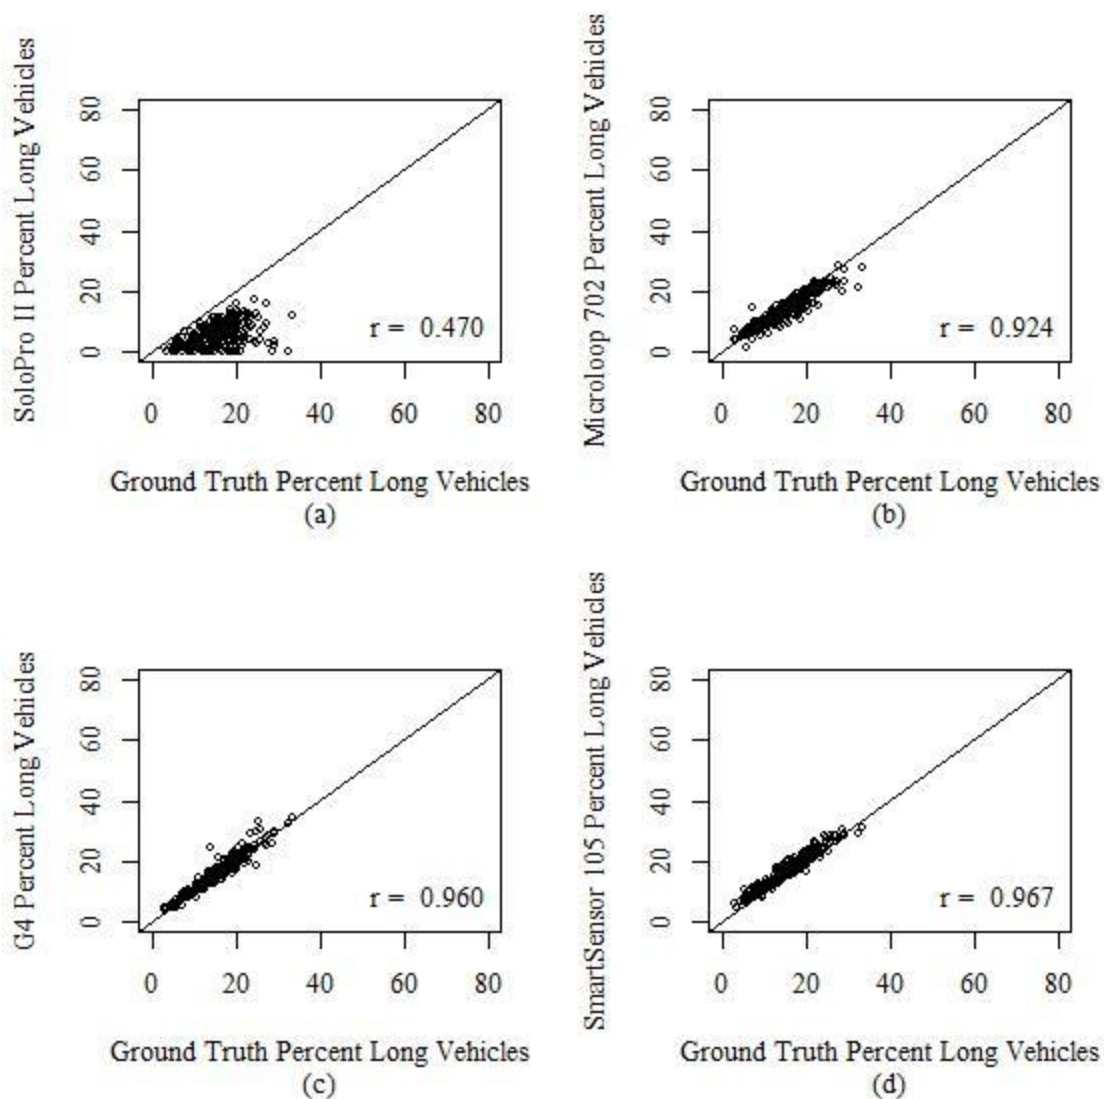 SoloPro II Percent Long Vehicles
80
60
40
20
0
r = 0.470
0 20 40 60 80
Ground Truth Percent Long Vehicles
(a)
Microloop 702 Percent Long Vehicles
80
60
40
20
0
r = 0.924
0 20 40 60 80
Ground Truth Percent Long Vehicles
(b)
G4 Percent Long Vehicles
80
60
40
20
0
r = 0.960
0 20 40 60 80
Ground Truth Percent Long Vehicles
(c)
SmartSensor 105 Percent Long Vehicles
80
60
40
20
0
r = 0.967
0 20 40 60 80
Ground Truth Percent Long Vehicles
(d)